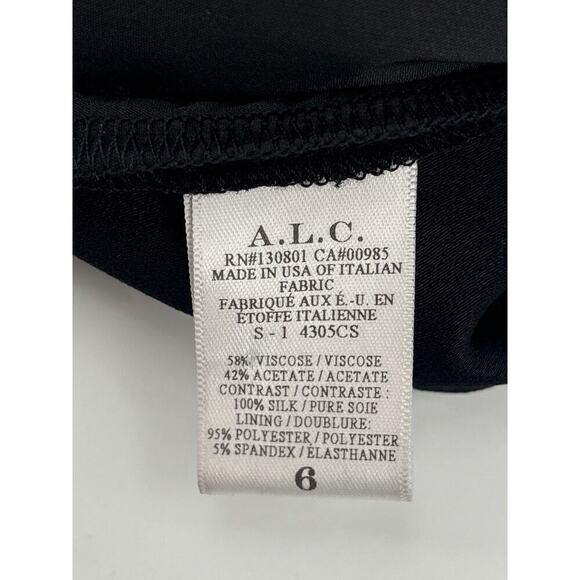 A.L.C.
RN#130801 CA#00985
MADE IN USA OF ITALIAN
FABRIC
FABRIQUÉ AUX É.-U. EN
ÉTOFFE ITALIENNE
S - 1 4305CS
58% VISCOSE / VISCOSE
42% ACETATE / ACETATE
CONTRAST / CONTRASTE :
100% SILK / PURE SOIE
LINING / DOUBLURE:
95% POLYESTER / POLYESTER
5% SPANDEX / ÉLASTHANNE
6